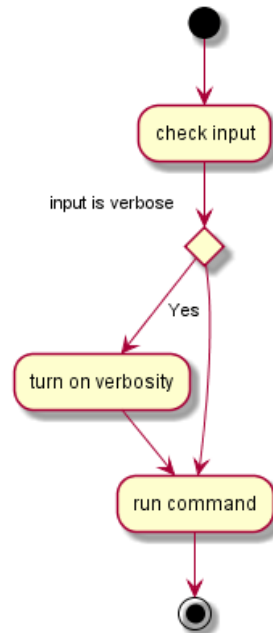 check input
input is verbose
Yes
turn on verbosity
run command